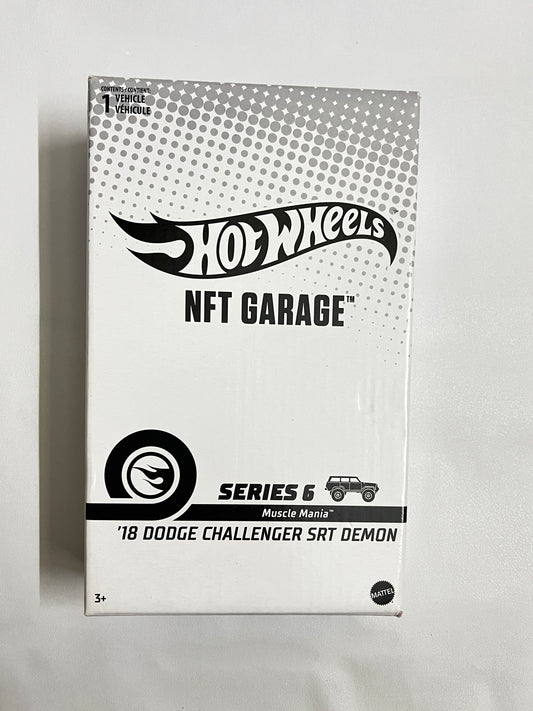 CONTENTS / CONTIENT:
1 VEHICLE
VÉHICULE
HOT WHEELS
NFT GARAGE™
SERIES 6
Muscle Mania™
'18 DODGE CHALLENGER SRT DEMON
3+
MATTEL